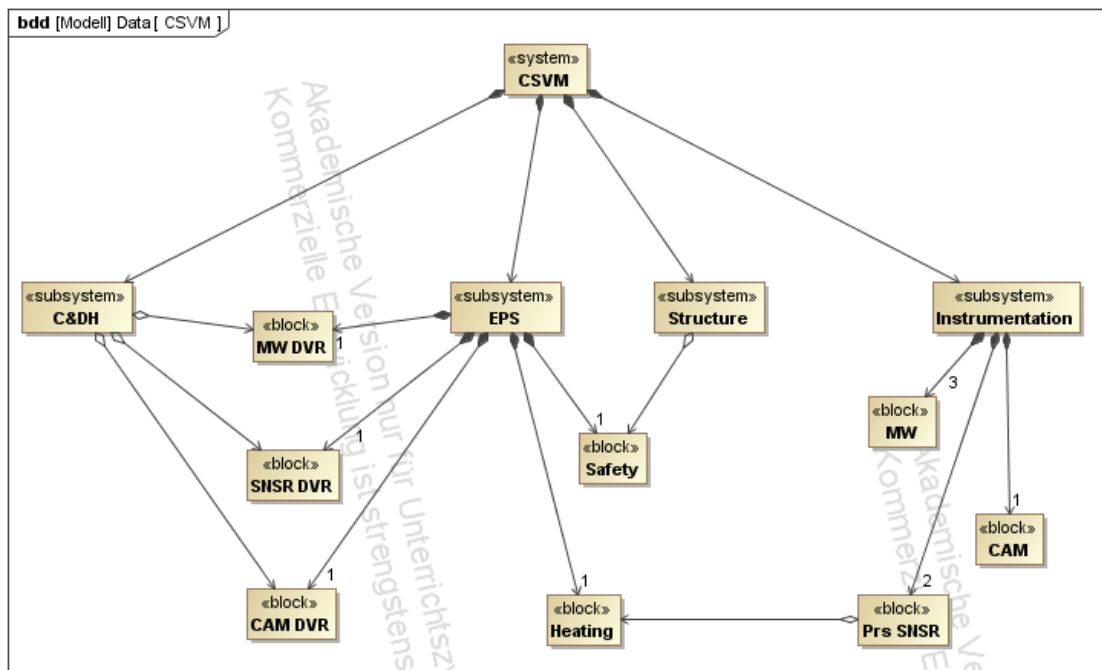 bdd [Modell] Data [ CSVM ]
«system»
CSVM
«subsystem»
C&DH
«subsystem»
EPS
«subsystem»
Structure
«subsystem»
Instrumentation
«block»
MW DVR
1
3
«block»
MW
1
1
«block»
SNSR DVR
«block»
Safety
1
«block»
CAM
1
1
2
«block»
CAM DVR
«block»
Heating
«block»
Prs SNSR
Akademische Version nur für Unterrichtszw
Kommerzielle Entwicklung ist strengstens
Akademische Ve
Kommerz